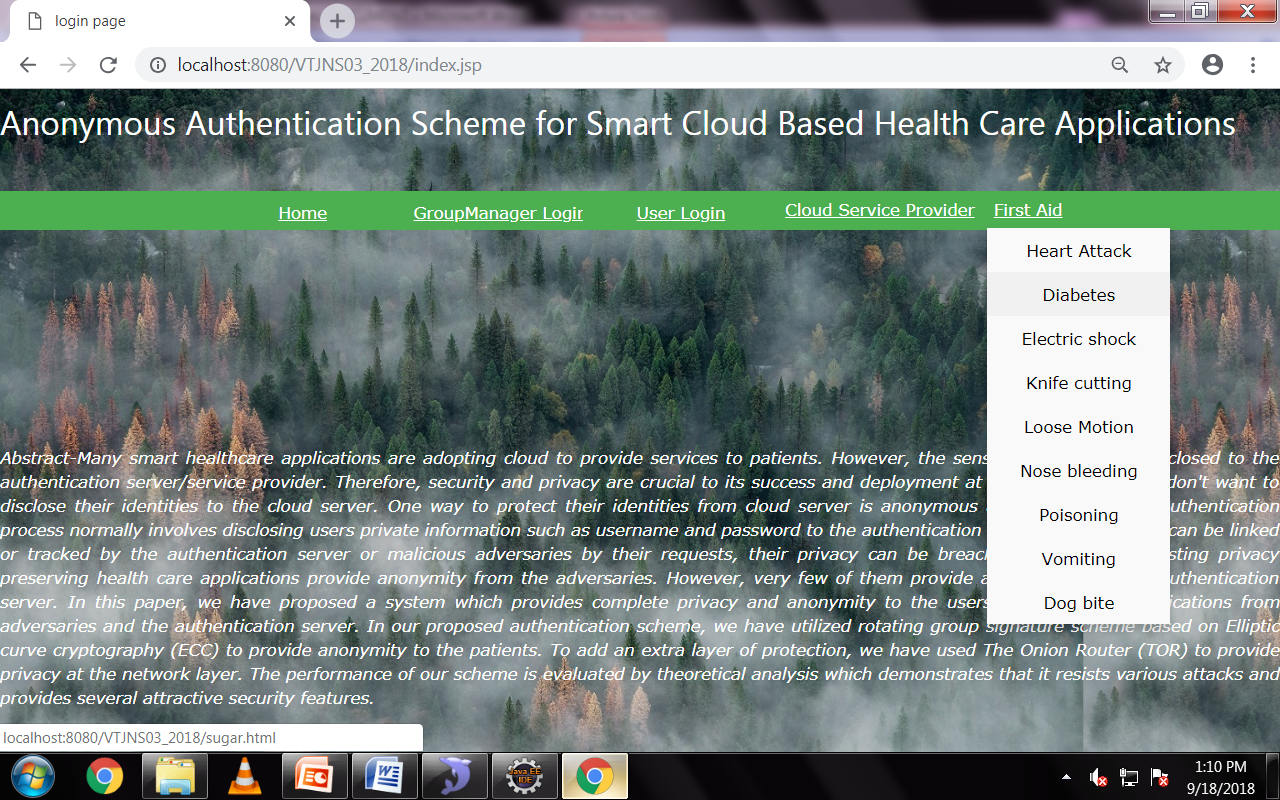 login page
localhost:8080/VTJNS03_2018/index.jsp
Anonymous Authentication Scheme for Smart Cloud Based Health Care Applications
Home GroupManager Login User Login Cloud Service Provider First Aid
Heart Attack
Diabetes
Electric shock
Knife cutting
Loose Motion
Nose bleeding
Poisoning
Vomiting
Dog bite
Abstract-Many smart healthcare applications are adopting cloud to provide services to patients. However, the sens closed to the
authentication server/service provider. Therefore, security and privacy are crucial to its success and deployment at don't want to
disclose their identities to the cloud server. One way to protect their identities from cloud server is anonymous authentication
process normally involves disclosing users private information such as username and password to the authentication can be linked
or tracked by the authentication server or malicious adversaries by their requests, their privacy can be breach sting privacy
preserving health care applications provide anonymity from the adversaries. However, very few of them provide a authentication
server. In this paper, we have proposed a system which provides complete privacy and anonymity to the users ications from
adversaries and the authentication server. In our proposed authentication scheme, we have utilized rotating group signature scheme based on Elliptic
curve cryptography (ECC) to provide anonymity to the patients. To add an extra layer of protection, we have used The Onion Router (TOR) to provide
privacy at the network layer. The performance of our scheme is evaluated by theoretical analysis which demonstrates that it resists various attacks and
provides several attractive security features.
localhost:8080/VTJNS03_2018/sugar.html
Java EE
IDE
1:10 PM
9/18/2018